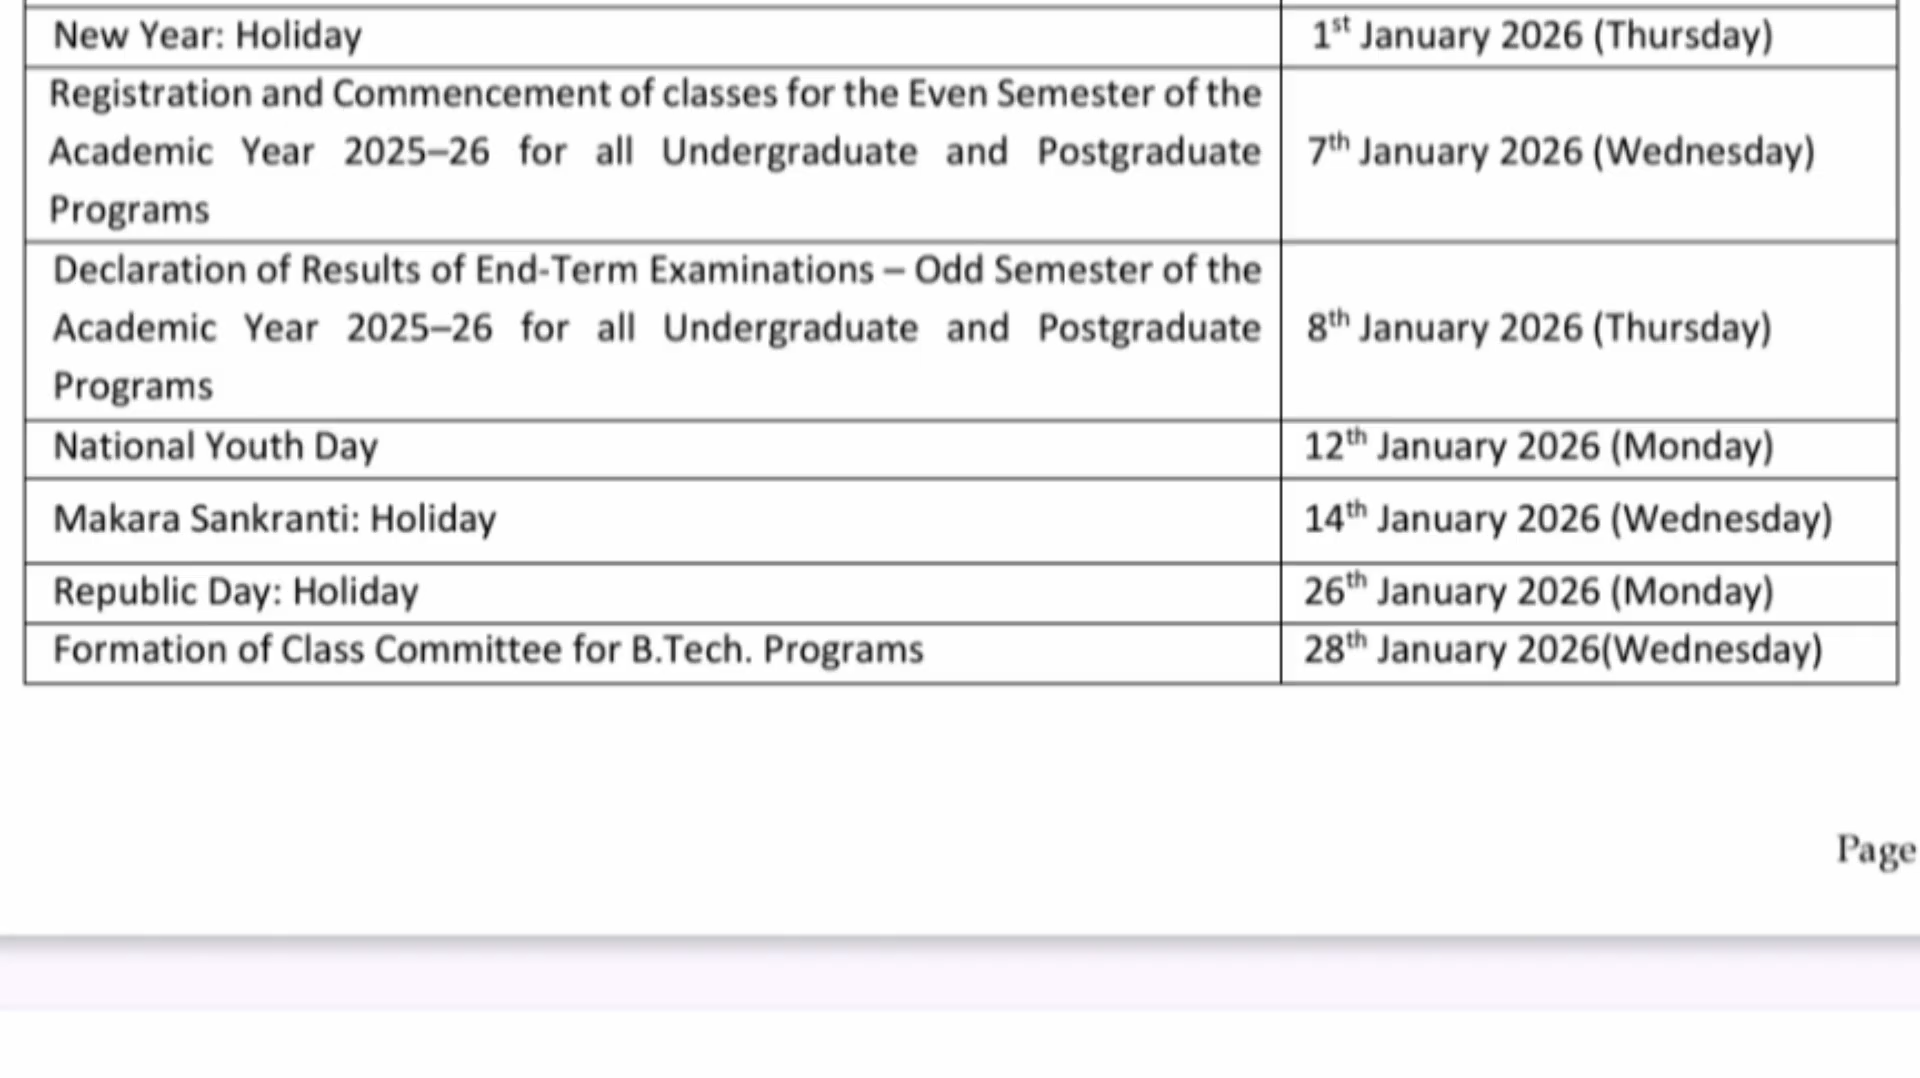 New Year: Holiday
1st January 2026 (Thursday)
Registration and Commencement of classes for the Even Semester of the
Academic Year 2025–26 for all Undergraduate and Postgraduate
Programs
7th January 2026 (Wednesday)
Declaration of Results of End-Term Examinations – Odd Semester of the
Academic Year 2025–26 for all Undergraduate and Postgraduate
Programs
8th January 2026 (Thursday)
National Youth Day
12th January 2026 (Monday)
Makara Sankranti: Holiday
14th January 2026 (Wednesday)
Republic Day: Holiday
26th January 2026 (Monday)
Formation of Class Committee for B.Tech. Programs
28th January 2026(Wednesday)
Page